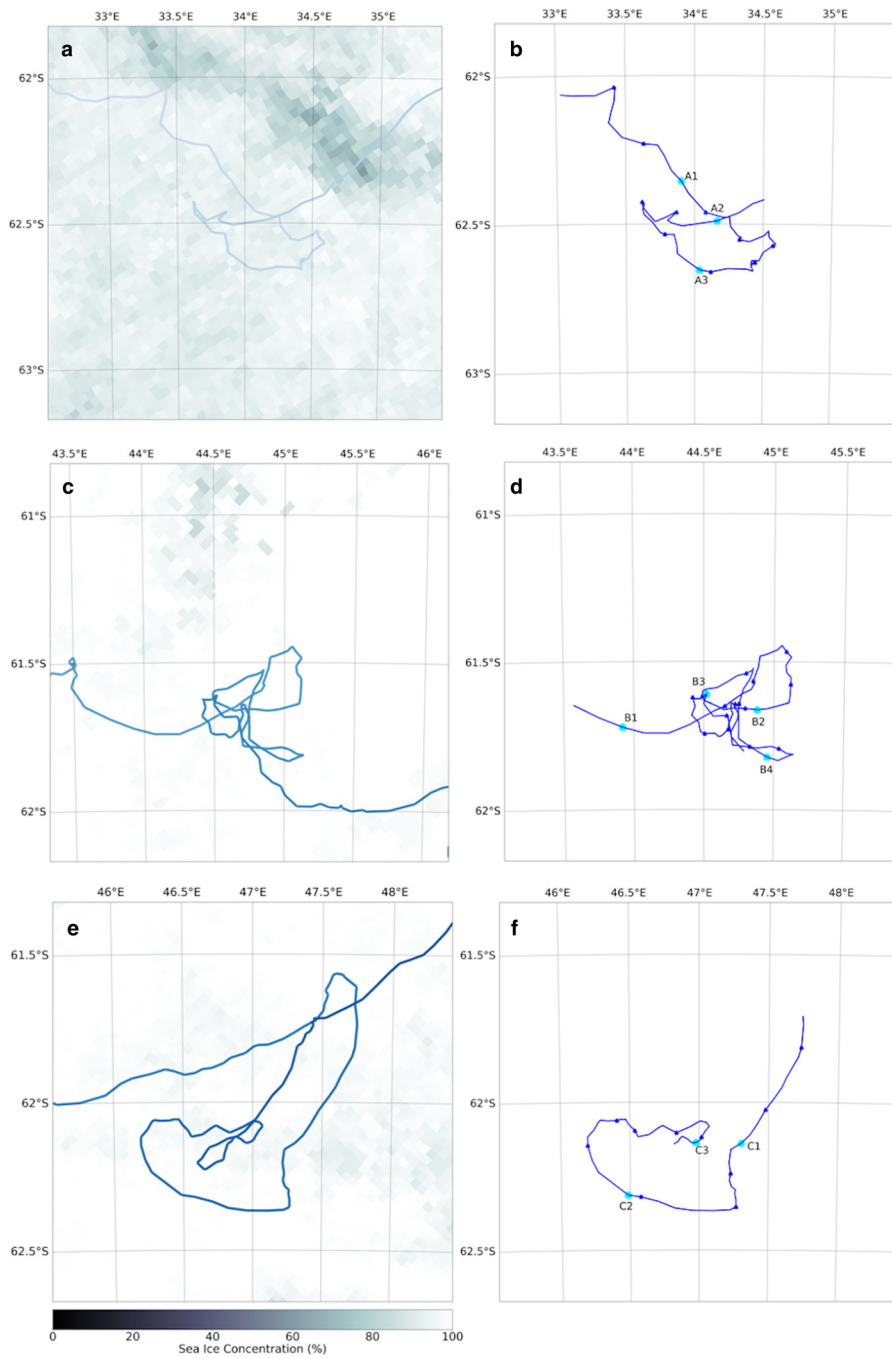 33°E 33.5°E 34°E 34.5°E 35°E
33°E 33.5°E 34°E 34.5°E 35°E
a
b
62°S
62°S
A1
A2
62.5°S
62.5°S
A3
63°S
63°S
43.5°E 44°E 44.5°E 45°E 45.5°E 46°E
43.5°E 44°E 44.5°E 45°E 45.5°E
c
d
61°S
61°S
61.5°S
61.5°S
B3
B1
B2
B4
62°S
62°S
46°E 46.5°E 47°E 47.5°E 48°E
46°E 46.5°E 47°E 47.5°E 48°E
e
f
61.5°S
61.5°S
62°S
62°S
C3
C1
C2
62.5°S
62.5°S
0 20 40 60 80 100
Sea Ice Concentration (%)